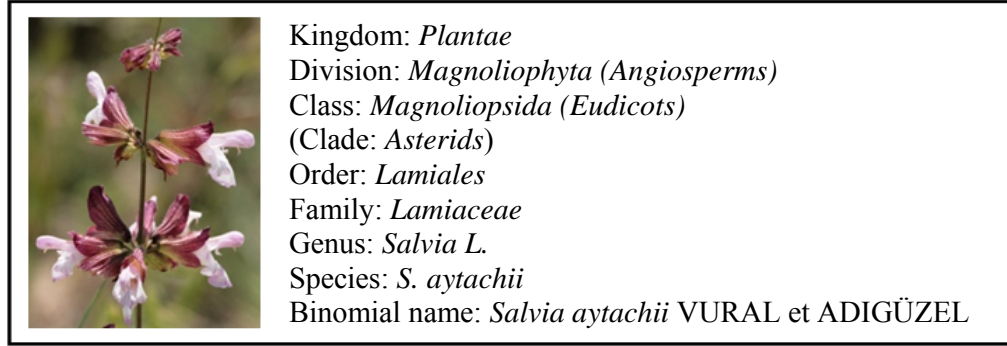 Kingdom: Plantae
Division: Magnoliophyta (Angiosperms)
Class: Magnoliopsida (Eudicots)
(Clade: Asterids)
Order: Lamiales
Family: Lamiaceae
Genus: Salvia L.
Species: S. aytachii
Binomial name: Salvia aytachii VURAL et ADIGÜZEL